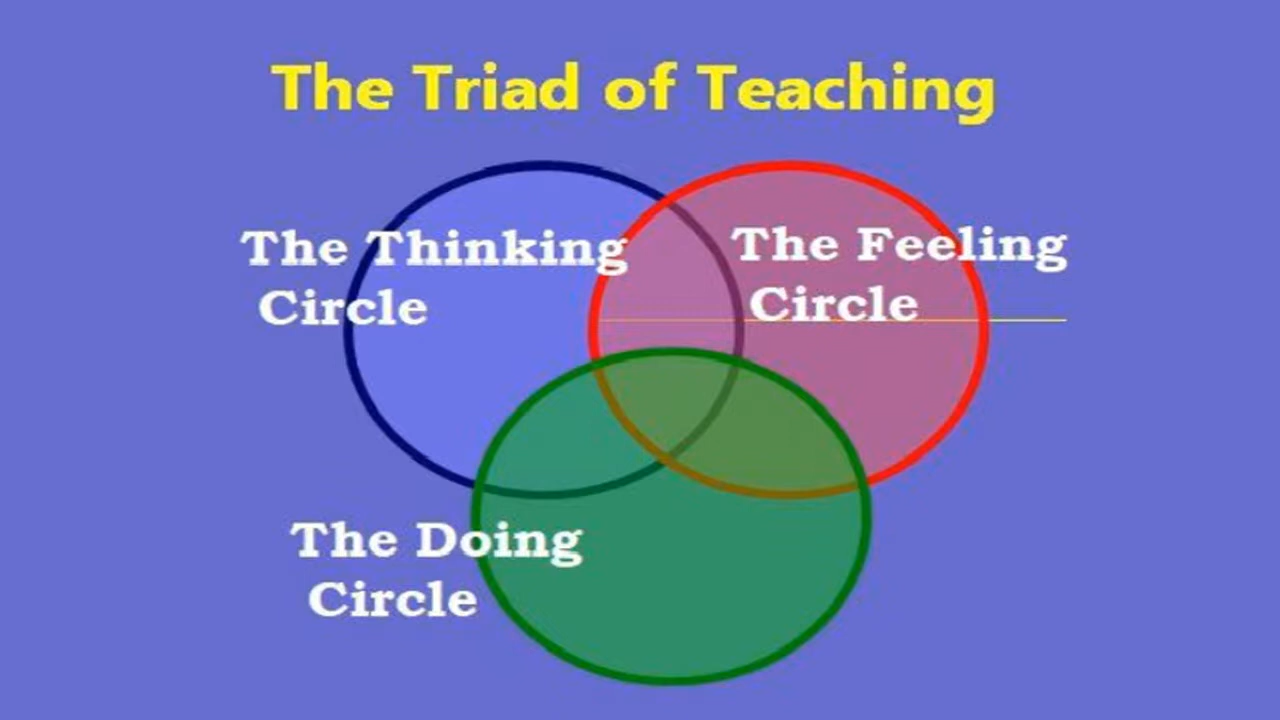 The Triad of Teaching
The Thinking
Circle
The Feeling
Circle
The Doing
Circle